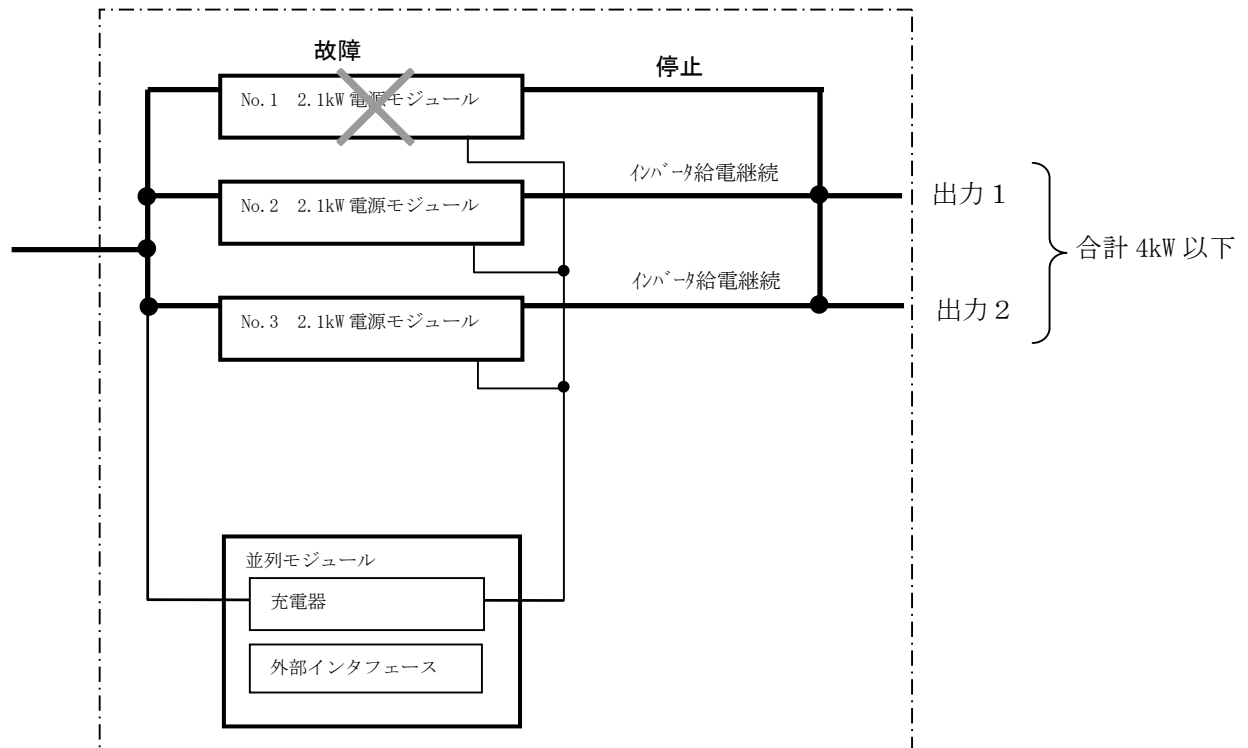 故障
停止
No.1 2.1kW 電源モジュール
インバータ給電継続
No.2 2.1kW 電源モジュール
出力1
合計 4kW 以下
インバータ給電継続
No.3 2.1kW 電源モジュール
出力2
並列モジュール
充電器
外部インタフェース